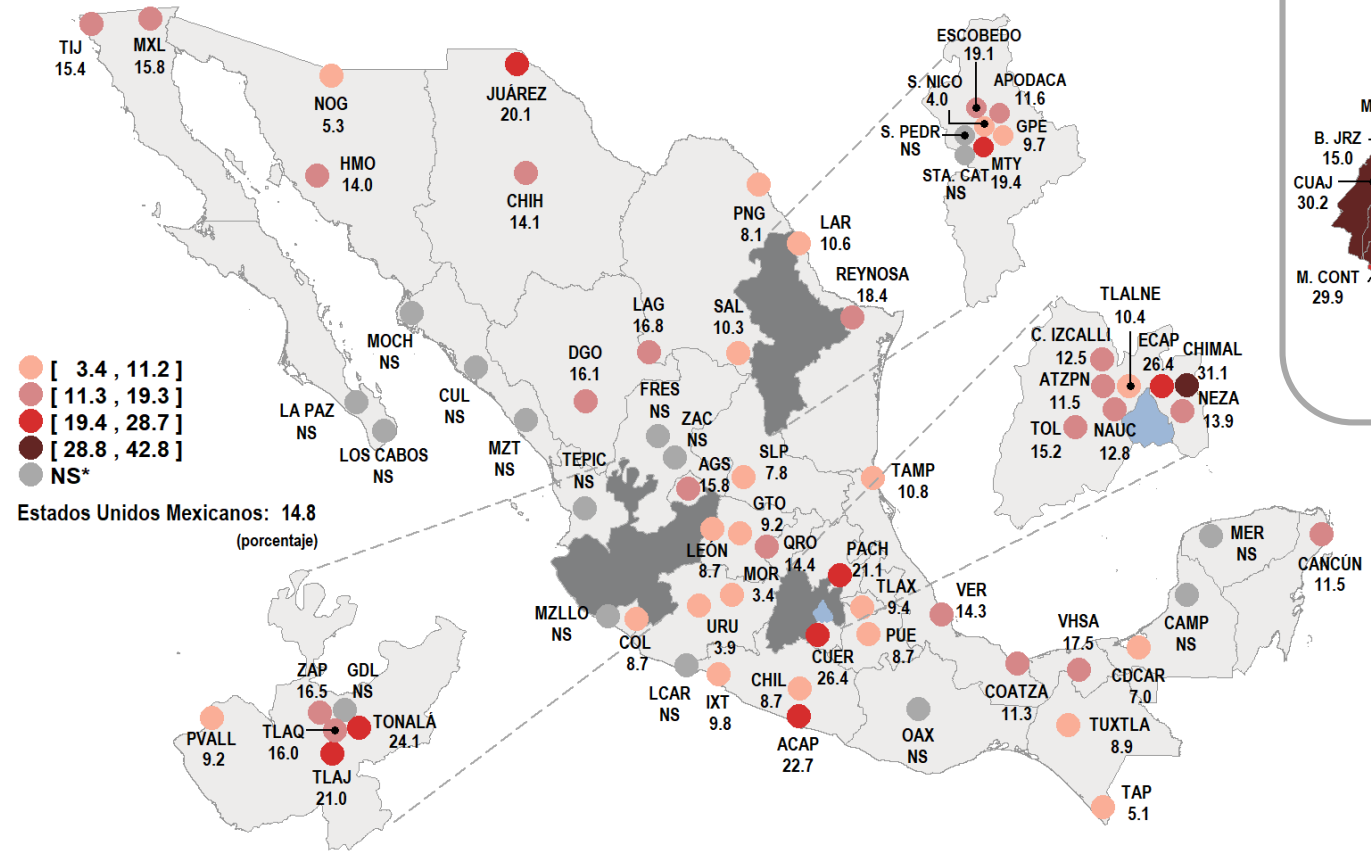 TIJ
15.4
MXL
15.8
NOG
5.3
HMO
14.0
JUÁREZ
20.1
CHIH
14.1
PNG
8.1
LAR
10.6
REYNOSA
18.4
ESCOBEDO
19.1
S. NICO
4.0
APODACA
11.6
S. PEDR
NS
GPE
9.7
STA. CAT
NS
MTY
19.4
B. JRZ
15.0
CUAJ
30.2
M. CONT
29.9
MOCH
NS
CUL
NS
MZT
NS
LA PAZ
NS
LOS CABOS
NS
DGO
16.1
LAG
16.8
SAL
10.3
FRES
NS
ZAC
NS
TEPIC
NS
AGS
15.8
SLP
7.8
TAMP
10.8
TLALNE
10.4
C. IZCALLI
12.5
ECAP
26.4
CHIMAL
31.1
ATZPN
11.5
NEZA
13.9
TOL
15.2
NAUC
12.8
[ 3.4 , 11.2 ]
[ 11.3 , 19.3 ]
[ 19.4 , 28.7 ]
[ 28.8 , 42.8 ]
NS*
Estados Unidos Mexicanos: 14.8
(porcentaje)
GTO
9.2
LEÓN
8.7
QRO
14.4
PACH
21.1
MOR
3.4
URU
3.9
TLAX
9.4
PUE
8.7
CUER
26.4
VER
14.3
MZLLO
NS
COL
8.7
LCAR
NS
IXT
9.8
CHIL
8.7
ACAP
22.7
OAX
NS
COATZA
11.3
VHSA
17.5
CDCAR
7.0
TUXTLA
8.9
TAP
5.1
CAMP
NS
MER
NS
CANCÚN
11.5
ZAP
16.5
GDL
NS
TLAQ
16.0
TONALÁ
24.1
PVALL
9.2
TLAJ
21.0